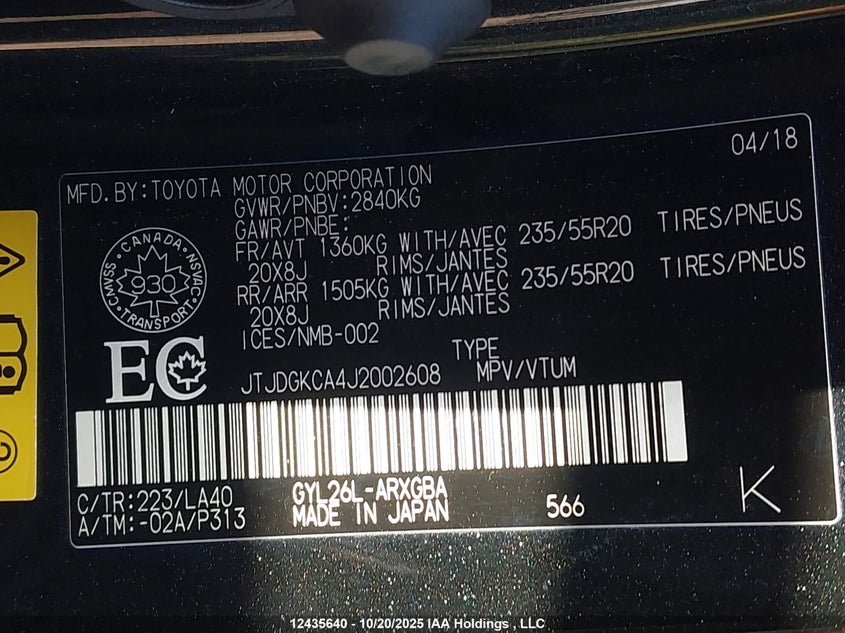 04/18
MFD.BY:TOYOTA MOTOR CORPORATION
GVWR/PNBV:2840KG
GAWR/PNBE:
FR/AVT 1360KG WITH/AVEC 235/55R20 TIRES/PNEUS
20X8J RIMS/JANTES
RR/ARR 1505KG WITH/AVEC 235/55R20 TIRES/PNEUS
20X8J RIMS/JANTES
ICES/NMB-002
CANADA
CMVSS NSVAC
930
TRANSPORT
EC
TYPE
JTJDGKCA4J2002608 MPV/VTUM
C/TR:223/LA40 GYL26L-ARXGBA
A/TM:-02A/P313 MADE IN JAPAN 566
K
12435640 - 10/20/2025 IAA Holdings , LLC